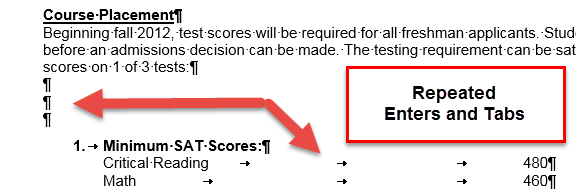 Course Placement¶
Beginning fall 2012, test scores will be required for all freshman applicants. Stude
before an admissions decision can be made. The testing requirement can be sat
scores on 1 of 3 tests:¶
¶
¶
¶
Repeated
Enters and Tabs
1.→ Minimum SAT Scores:¶
Critical Reading → → → 480¶
Math → → → 460¶